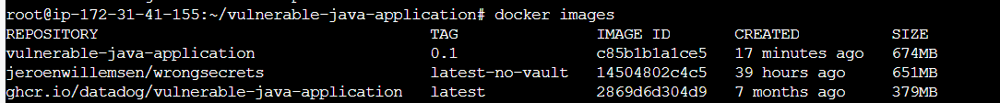 root@ip-172-31-41-155:~/vulnerable-java-application# docker images
REPOSITORY TAG IMAGE ID CREATED SIZE
vulnerable-java-application 0.1 c85b1b1a1ce5 17 minutes ago 674MB
jeroenwillemsen/wrongsecrets latest-no-vault 14504802c4c5 39 hours ago 651MB
ghcr.io/datadog/vulnerable-java-application latest 2869d6d304d9 7 months ago 379MB